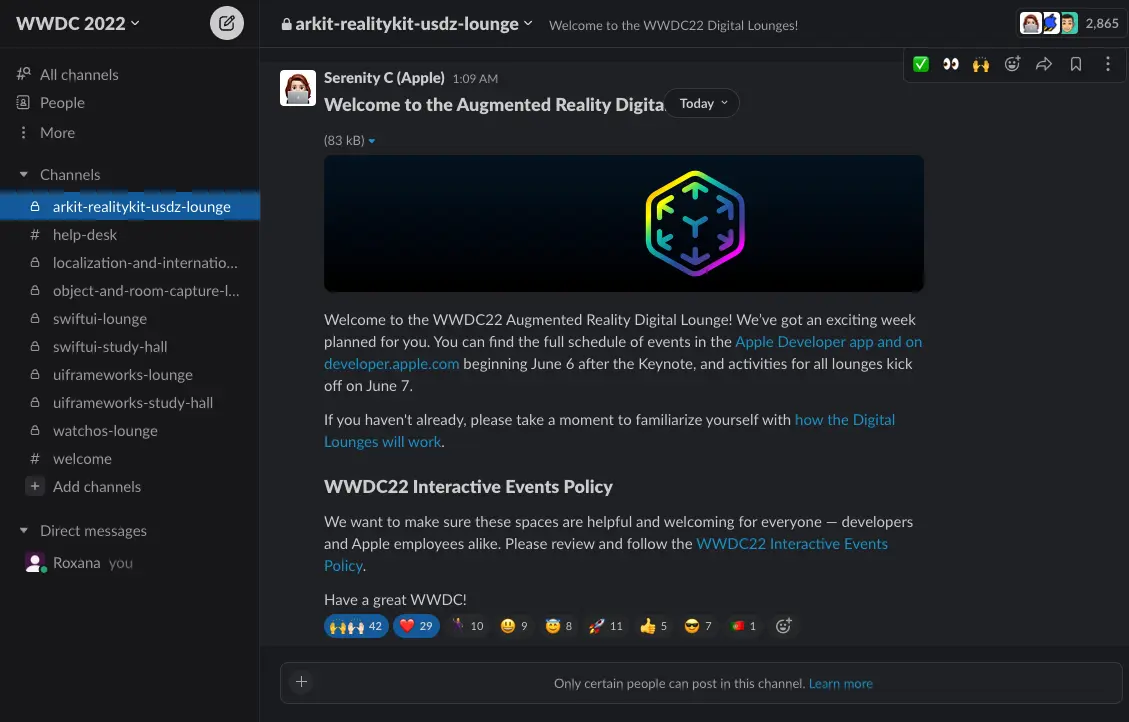 WWDC 2022
All channels
People
More
Channels
arkit-realitykit-usdz-lounge
# help-desk
localization-and-internatio...
object-and-room-capture-l...
swiftui-lounge
swiftui-study-hall
uiframeworks-lounge
uiframeworks-study-hall
watchos-lounge
# welcome
+ Add channels
Direct messages
Roxana you
arkit-realitykit-usdz-lounge Welcome to the WWDC22 Digital Lounges! 2,865
Serenity C (Apple) 1:09 AM
Welcome to the Augmented Reality Digita
Today
(83 kB)
Welcome to the WWDC22 Augmented Reality Digital Lounge! We've got an exciting week
planned for you. You can find the full schedule of events in the Apple Developer app and on
developer.apple.com beginning June 6 after the Keynote, and activities for all lounges kick
off on June 7.
If you haven't already, please take a moment to familiarize yourself with how the Digital
Lounges will work.
WWDC22 Interactive Events Policy
We want to make sure these spaces are helpful and welcoming for everyone — developers
and Apple employees alike. Please review and follow the WWDC22 Interactive Events
Policy.
Have a great WWDC!
42 29 10 9 8 11 5 7 1
+ Only certain people can post in this channel. Learn more